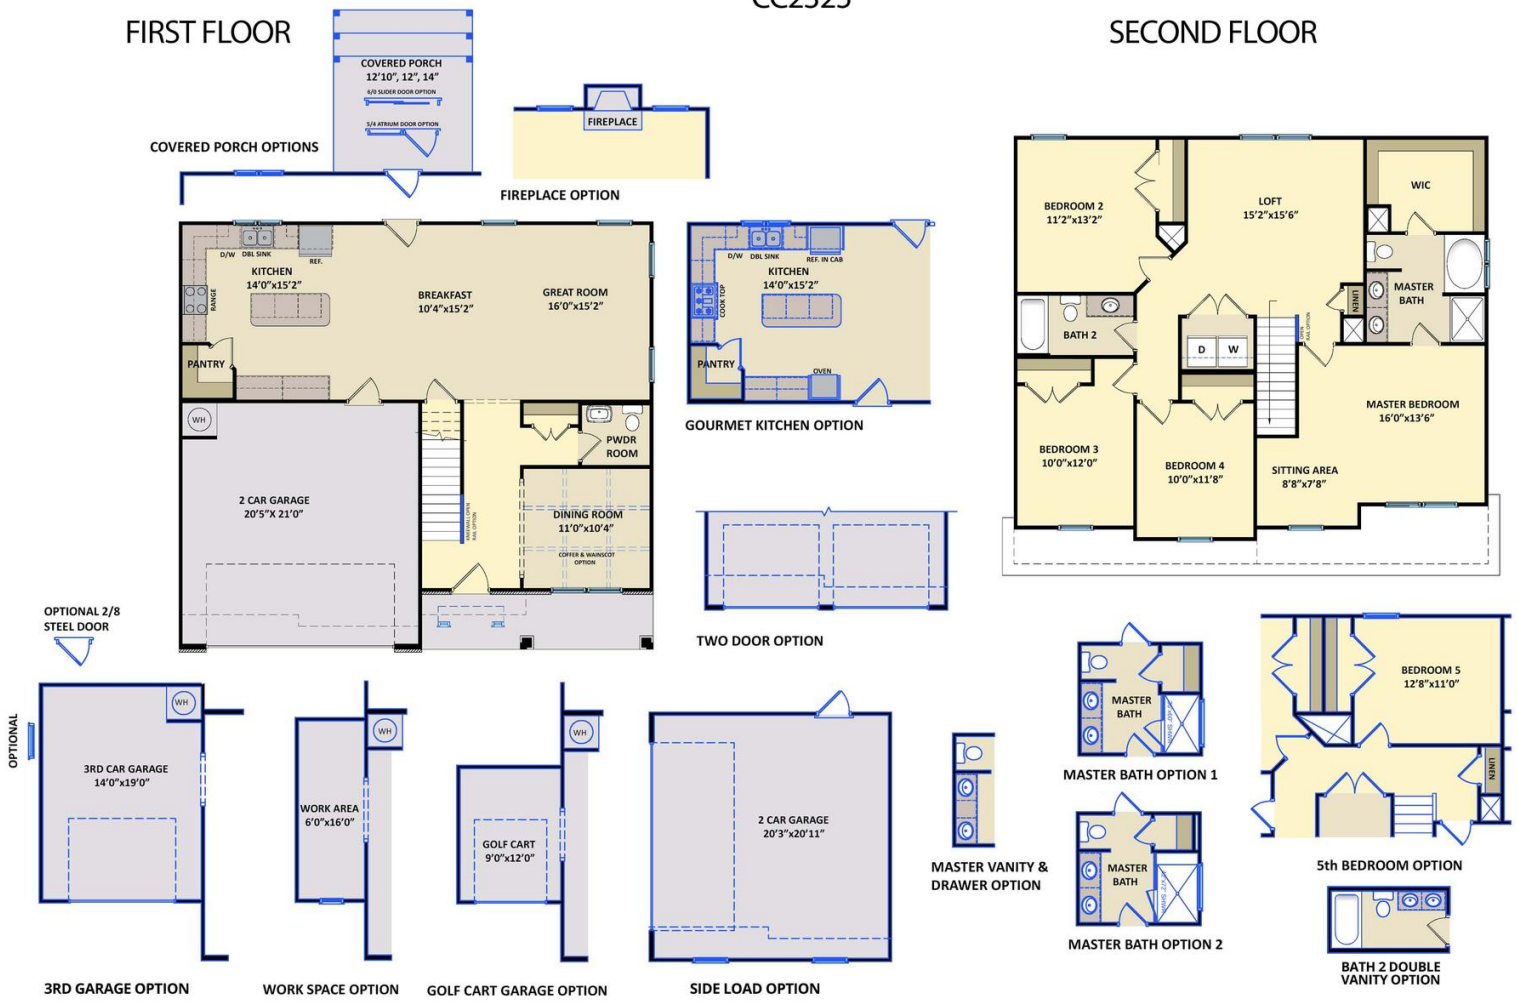 FIRST FLOOR
SECOND FLOOR
COVERED PORCH
12'10", 12", 14"
6/0 SLIDER DOOR OPTION
5/4 ATRIUM DOOR OPTION
COVERED PORCH OPTIONS
FIREPLACE
FIREPLACE OPTION
D/W
DBL SINK
REF.
KITCHEN
14'0"x15'2"
RANGE
BREAKFAST
10'4"x15'2"
GREAT ROOM
16'0"x15'2"
PANTRY
WH
PWDR
ROOM
2 CAR GARAGE
20'5"X 21'0"
KNEEWALL OPEN
RAIL OPTION
DINING ROOM
11'0"x10'4"
COFFER & WAINSCOT
OPTION
D/W
DBL SINK
REF. IN CAB
KITCHEN
14'0"x15'2"
COOK TOP
PANTRY
OVEN
GOURMET KITCHEN OPTION
TWO DOOR OPTION
BEDROOM 2
11'2"x13'2"
LOFT
15'2"x15'6"
WIC
MASTER
BATH
LINEN
BATH 2
D
W
OPEN
RAIL OPTION
MASTER BEDROOM
16'0"x13'6"
BEDROOM 3
10'0"x12'0"
BEDROOM 4
10'0"x11'8"
SITTING AREA
8'8"x7'8"
OPTIONAL 2/8
STEEL DOOR
OPTIONAL
WH
3RD CAR GARAGE
14'0"x19'0"
3RD GARAGE OPTION
WH
WORK AREA
6'0"x16'0"
WORK SPACE OPTION
WH
GOLF CART
9'0"x12'0"
GOLF CART GARAGE OPTION
2 CAR GARAGE
20'3"x20'11"
SIDE LOAD OPTION
MASTER VANITY &
DRAWER OPTION
MASTER
BATH
MASTER BATH OPTION 1
MASTER
BATH
MASTER BATH OPTION 2
BEDROOM 5
12'8"x11'0"
LINEN
5th BEDROOM OPTION
BATH 2 DOUBLE
VANITY OPTION